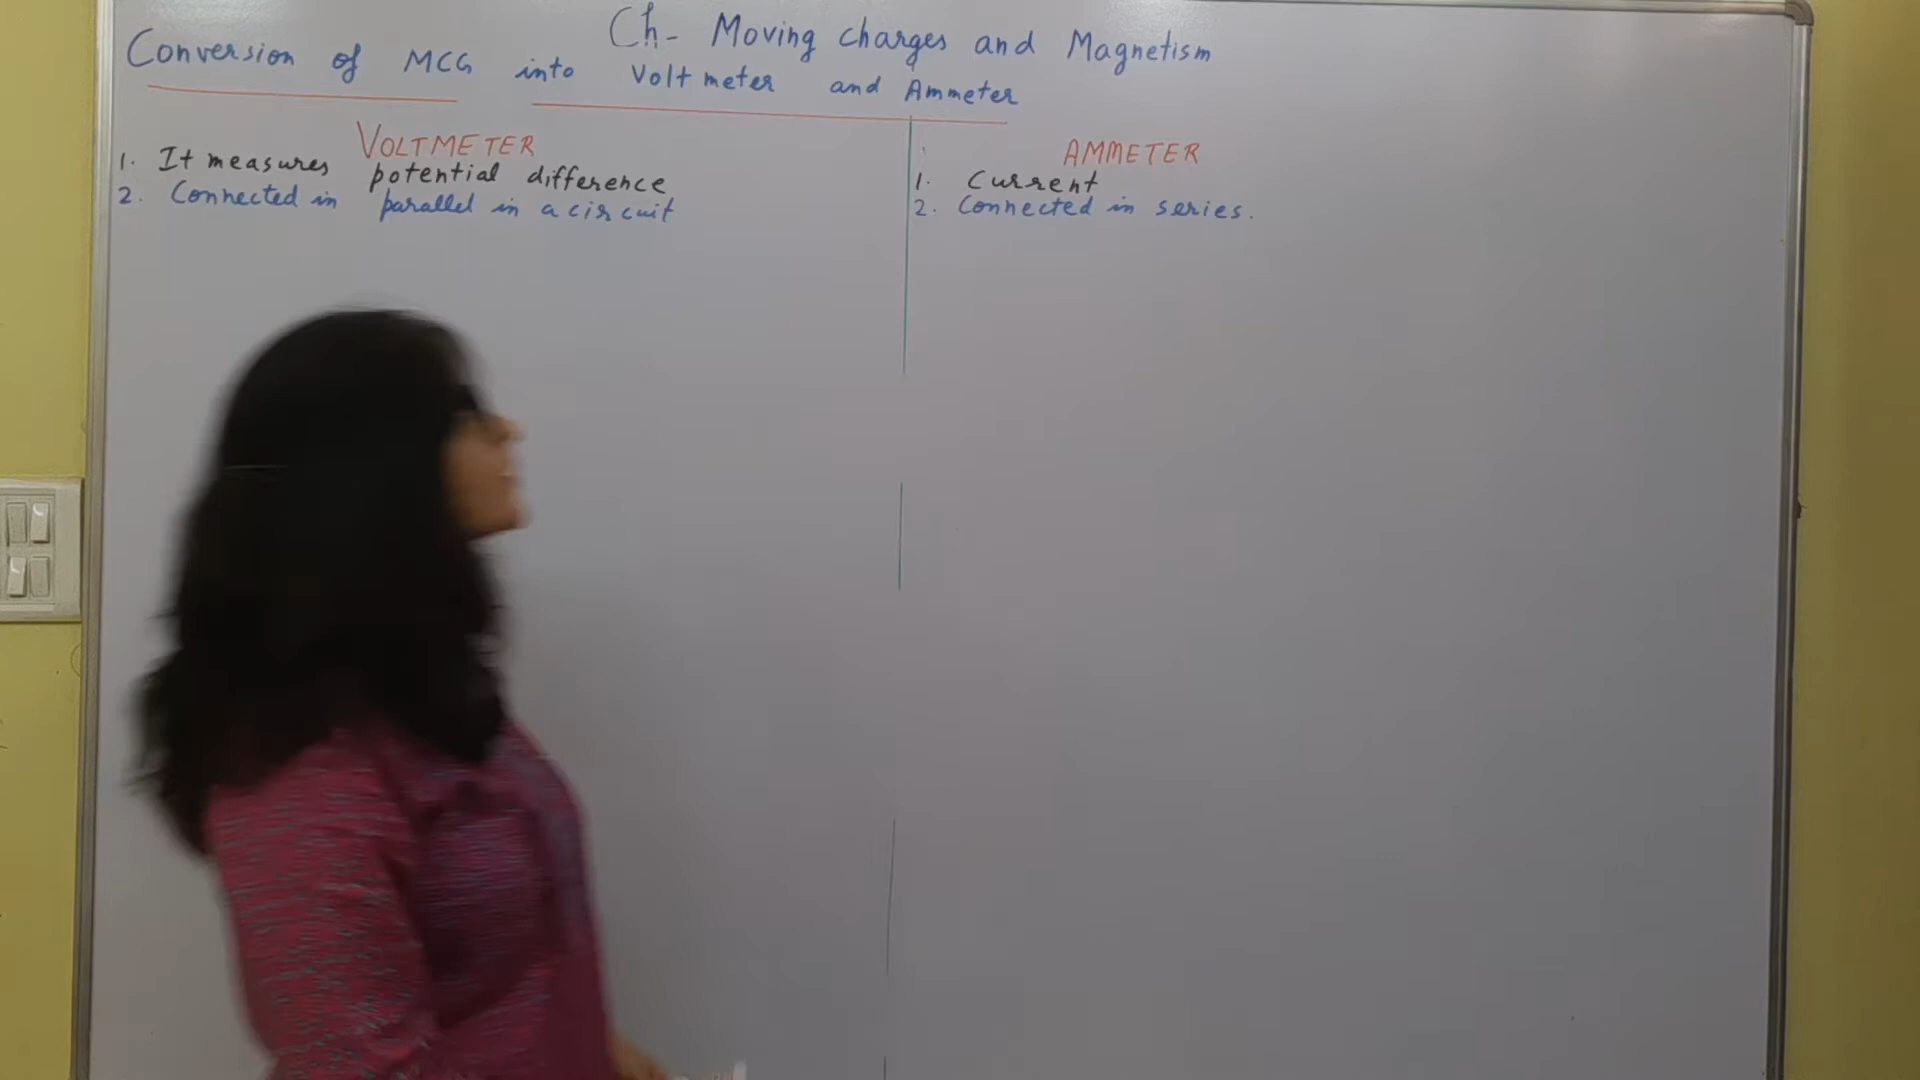 Ch- Moving charges and Magnetism
Conversion of MCG into Voltmeter and Ammeter
VOLTMETER
1. It measures potential difference
2. Connected in parallel in a circuit
AMMETER
1. Current
2. Connected in series.